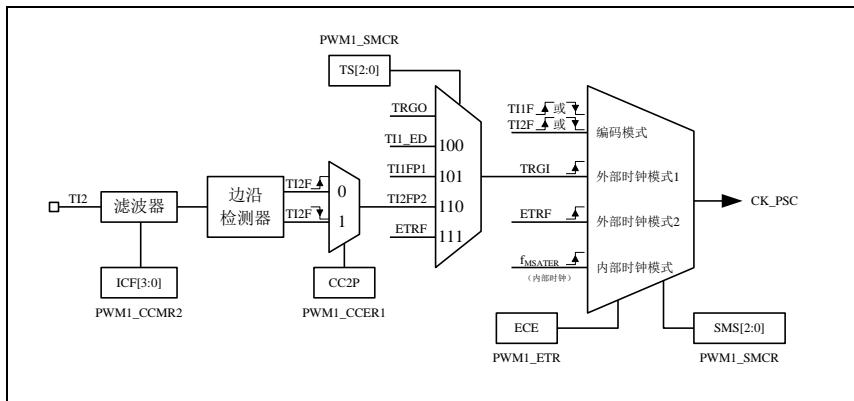 PWM1_SMCR
TS[2:0]
TRGO
TI1_ED
100
TI1FP1
101
TI2FP2
110
ETRF
111
TI2
滤波器
ICF[3:0]
PWM1_CCMR2
边沿
检测器
TI2F
TI2F
0
1
CC2P
PWM1_CCER1
TI1F 或
TI2F 或
编码模式
TRGI
外部时钟模式1
ETRF
外部时钟模式2
fMSATER
(内部时钟)
内部时钟模式
CK_PSC
ECE
PWM1_ETR
SMS[2:0]
PWM1_SMCR